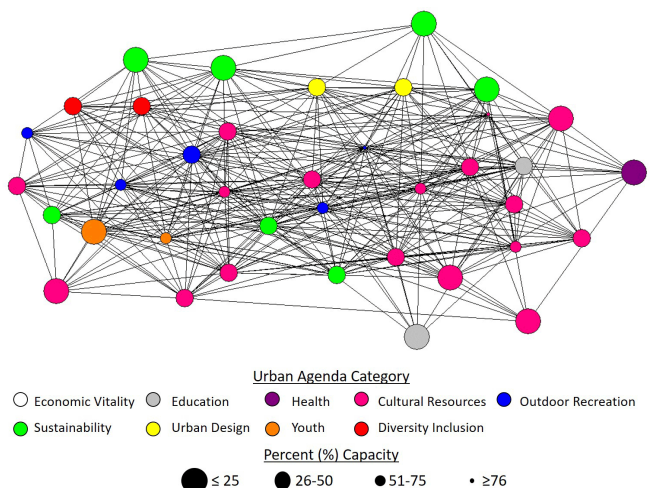 Urban Agenda Category
Economic Vitality Education Health Cultural Resources Outdoor Recreation
Sustainability Urban Design Youth Diversity Inclusion
Percent (%) Capacity
≤ 25 26-50 51-75 ≥76